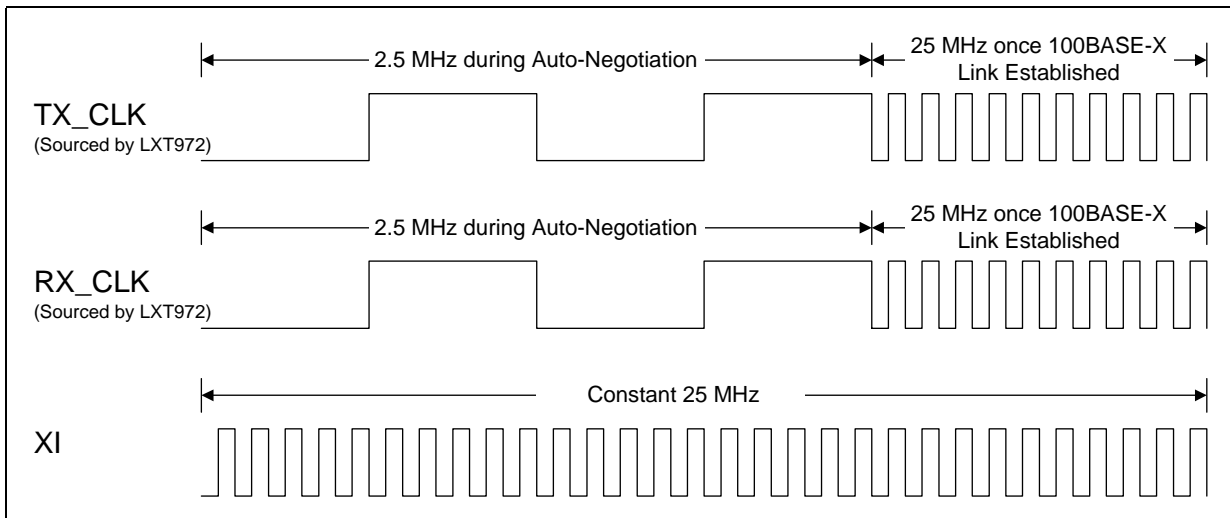 2.5 MHz during Auto-Negotiation
25 MHz once 100BASE-X
Link Established
TX_CLK
(Sourced by LXT972)
2.5 MHz during Auto-Negotiation
25 MHz once 100BASE-X
Link Established
RX_CLK
(Sourced by LXT972)
Constant 25 MHz
XI